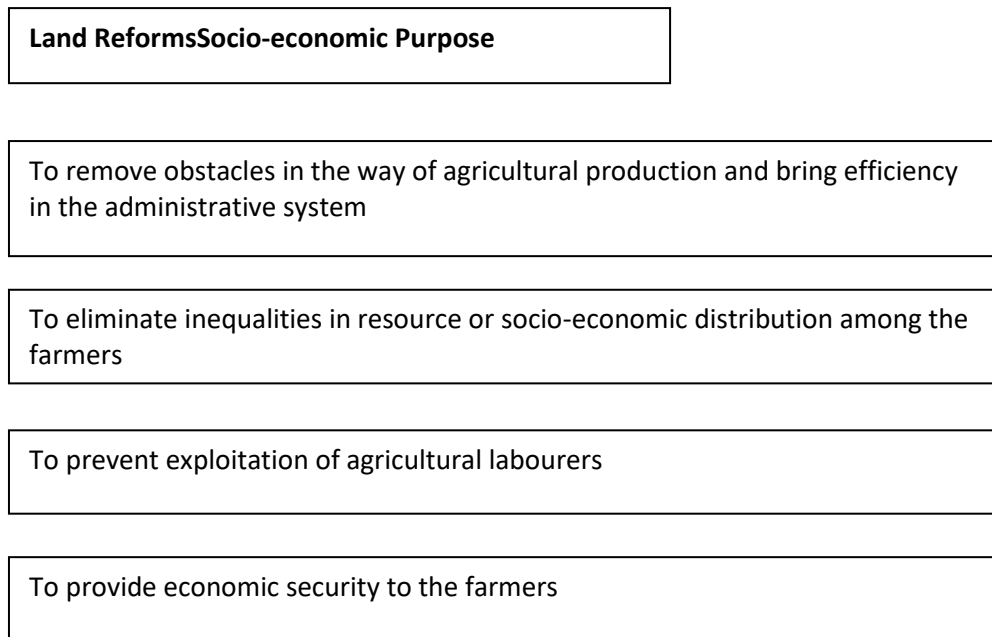 Land ReformsSocio-economic Purpose
To remove obstacles in the way of agricultural production and bring efficiency
in the administrative system
To eliminate inequalities in resource or socio-economic distribution among the
farmers
To prevent exploitation of agricultural labourers
To provide economic security to the farmers